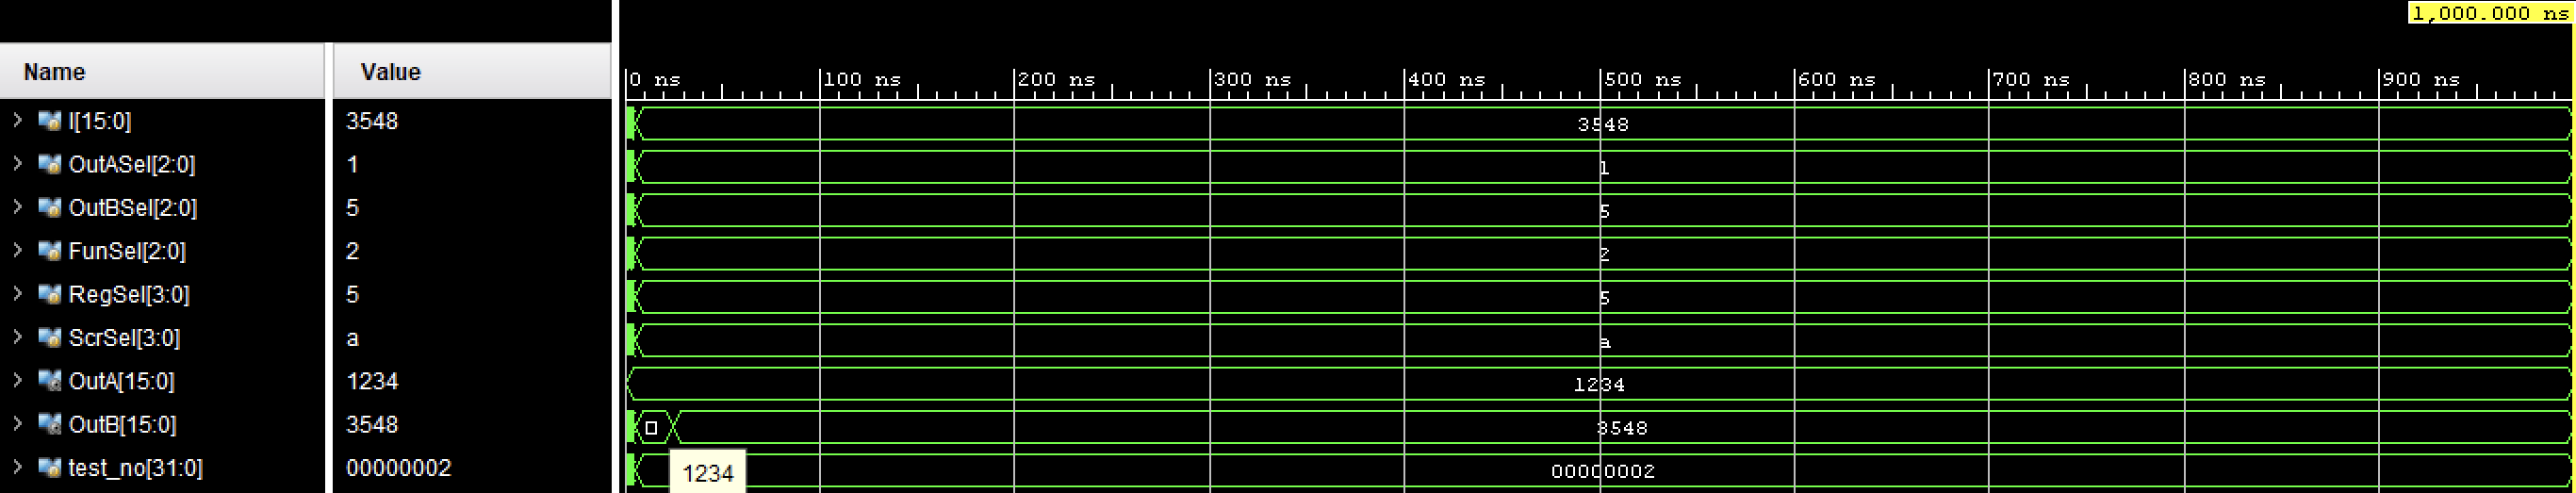 1,000.000 ns
Name Value
0 ns 100 ns 200 ns 300 ns 400 ns 500 ns 600 ns 700 ns 800 ns 900 ns
I[15:0] 3548 3548
OutASel[2:0] 1 1
OutBSel[2:0] 5 5
FunSel[2:0] 2 2
RegSel[3:0] 5 5
ScrSel[3:0] a a
OutA[15:0] 1234 1234
OutB[15:0] 3548 3548
test_no[31:0] 00000002 1234 00000002